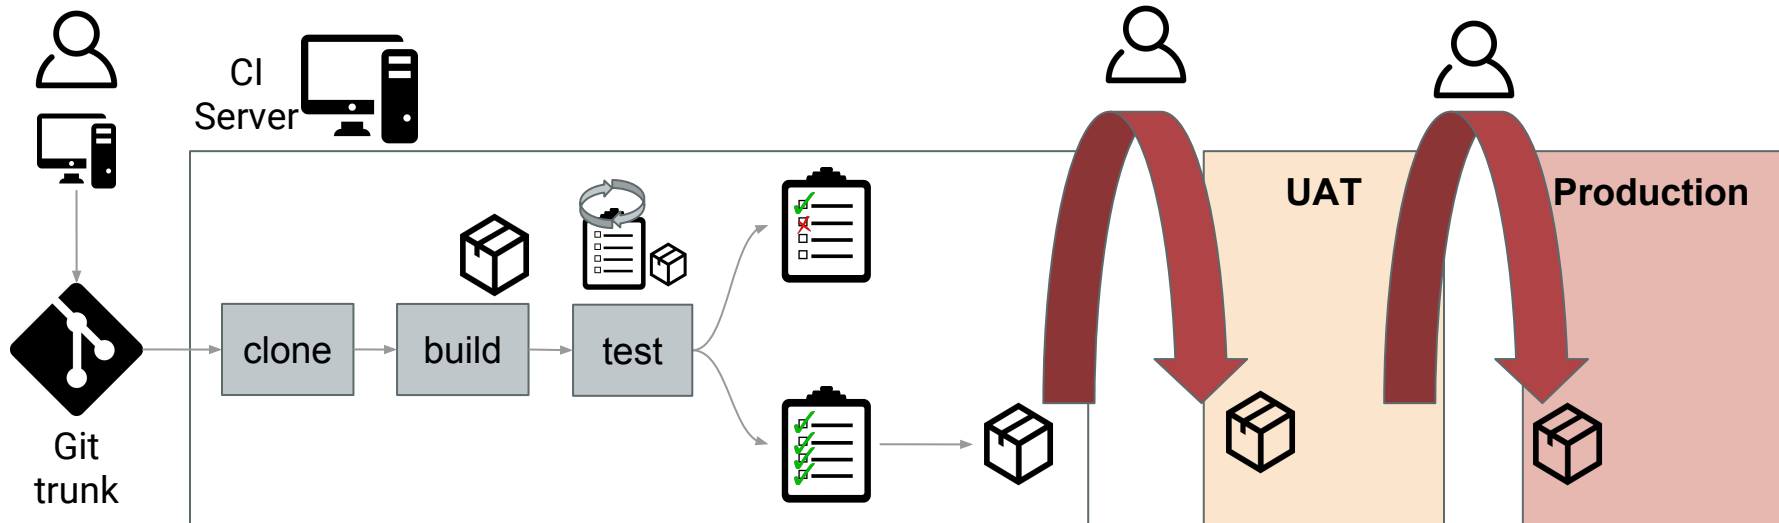 CI
Server
UAT
Production
clone
build
test
Git
trunk